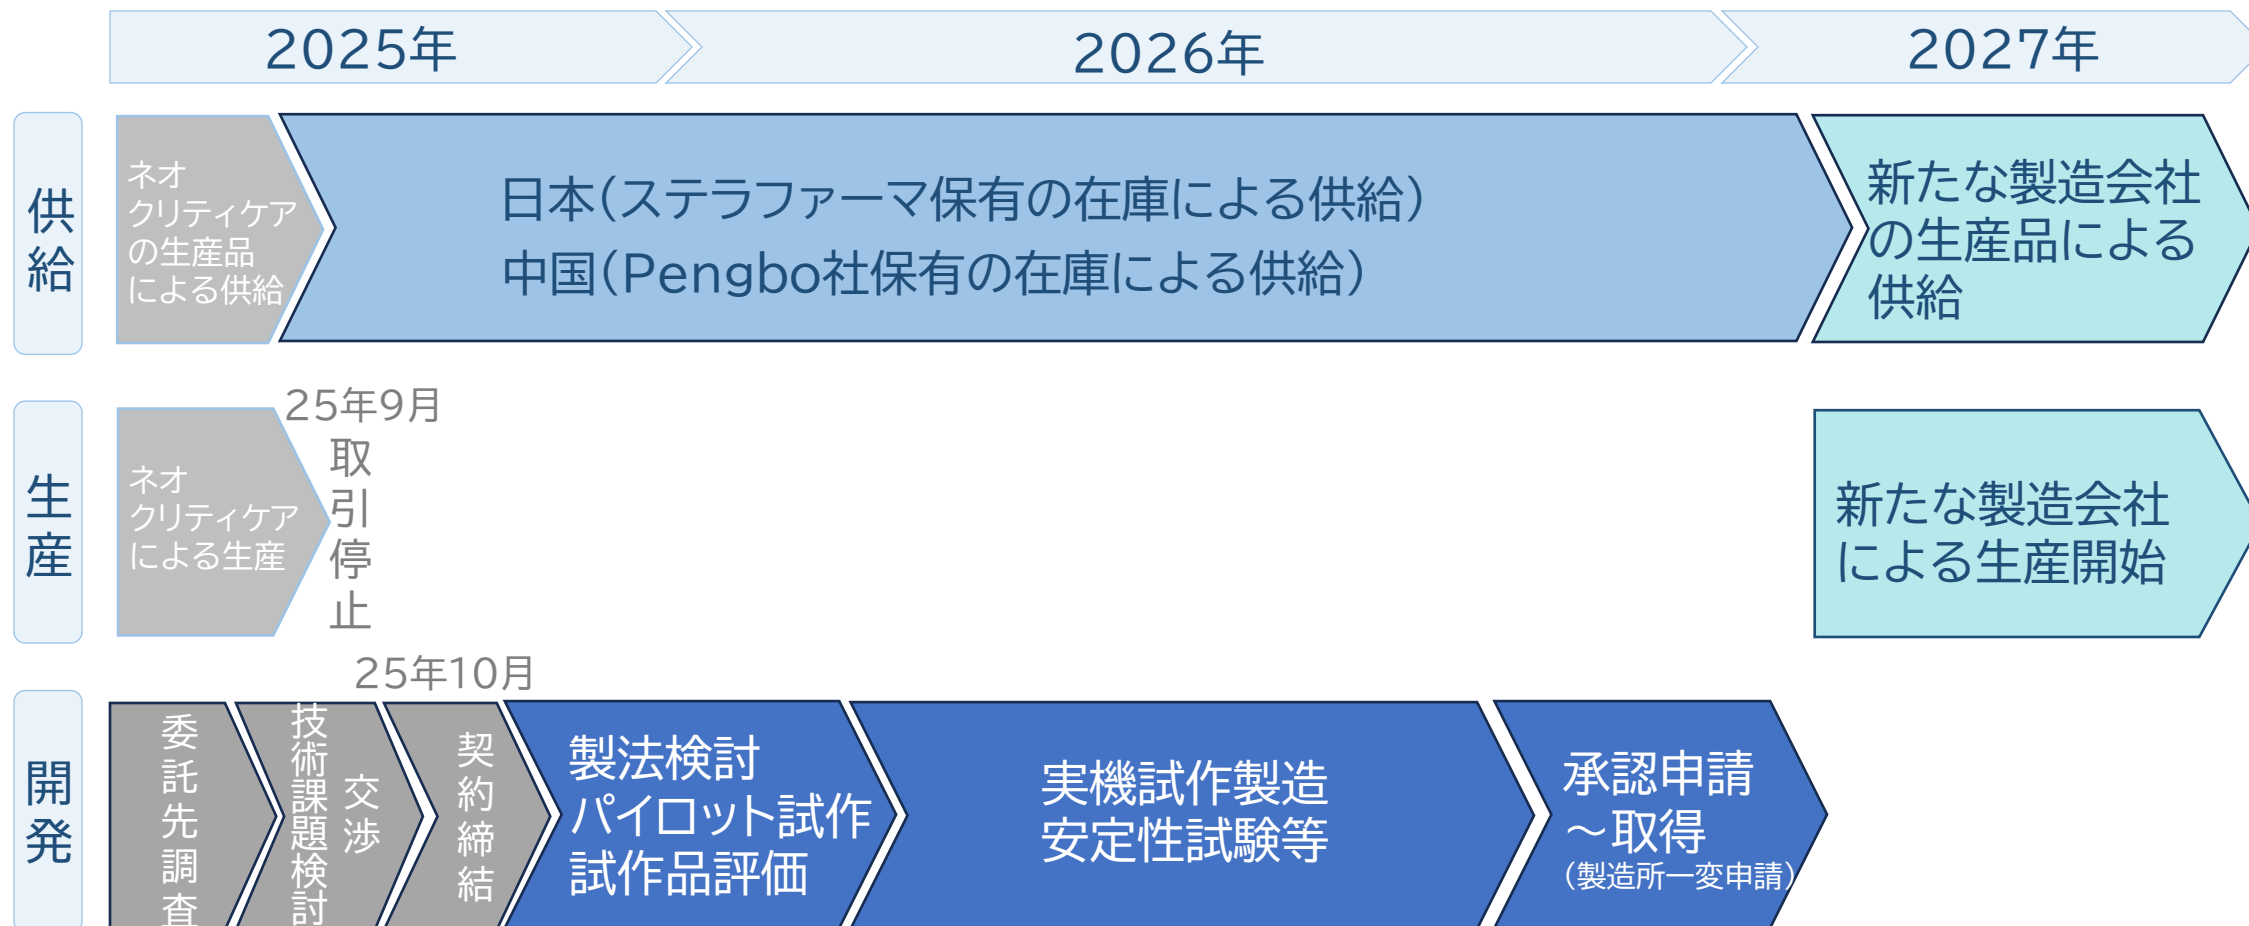 2025年
2026年
2027年
供給
ネオ
クリティケア
の生産品
による供給
日本(ステラファーマ保有の在庫による供給)
中国(Pengbo社保有の在庫による供給)
新たな製造会社
の生産品による
供給
生産
ネオ
クリティケア
による生産
25年9月
取引停止
新たな製造会社
による生産開始
開発
25年10月
委託先調査
技術課題検討
交渉
契約締結
製法検討
パイロット試作
試作品評価
実機試作製造
安定性試験等
承認申請
～取得
(製造所一変申請)